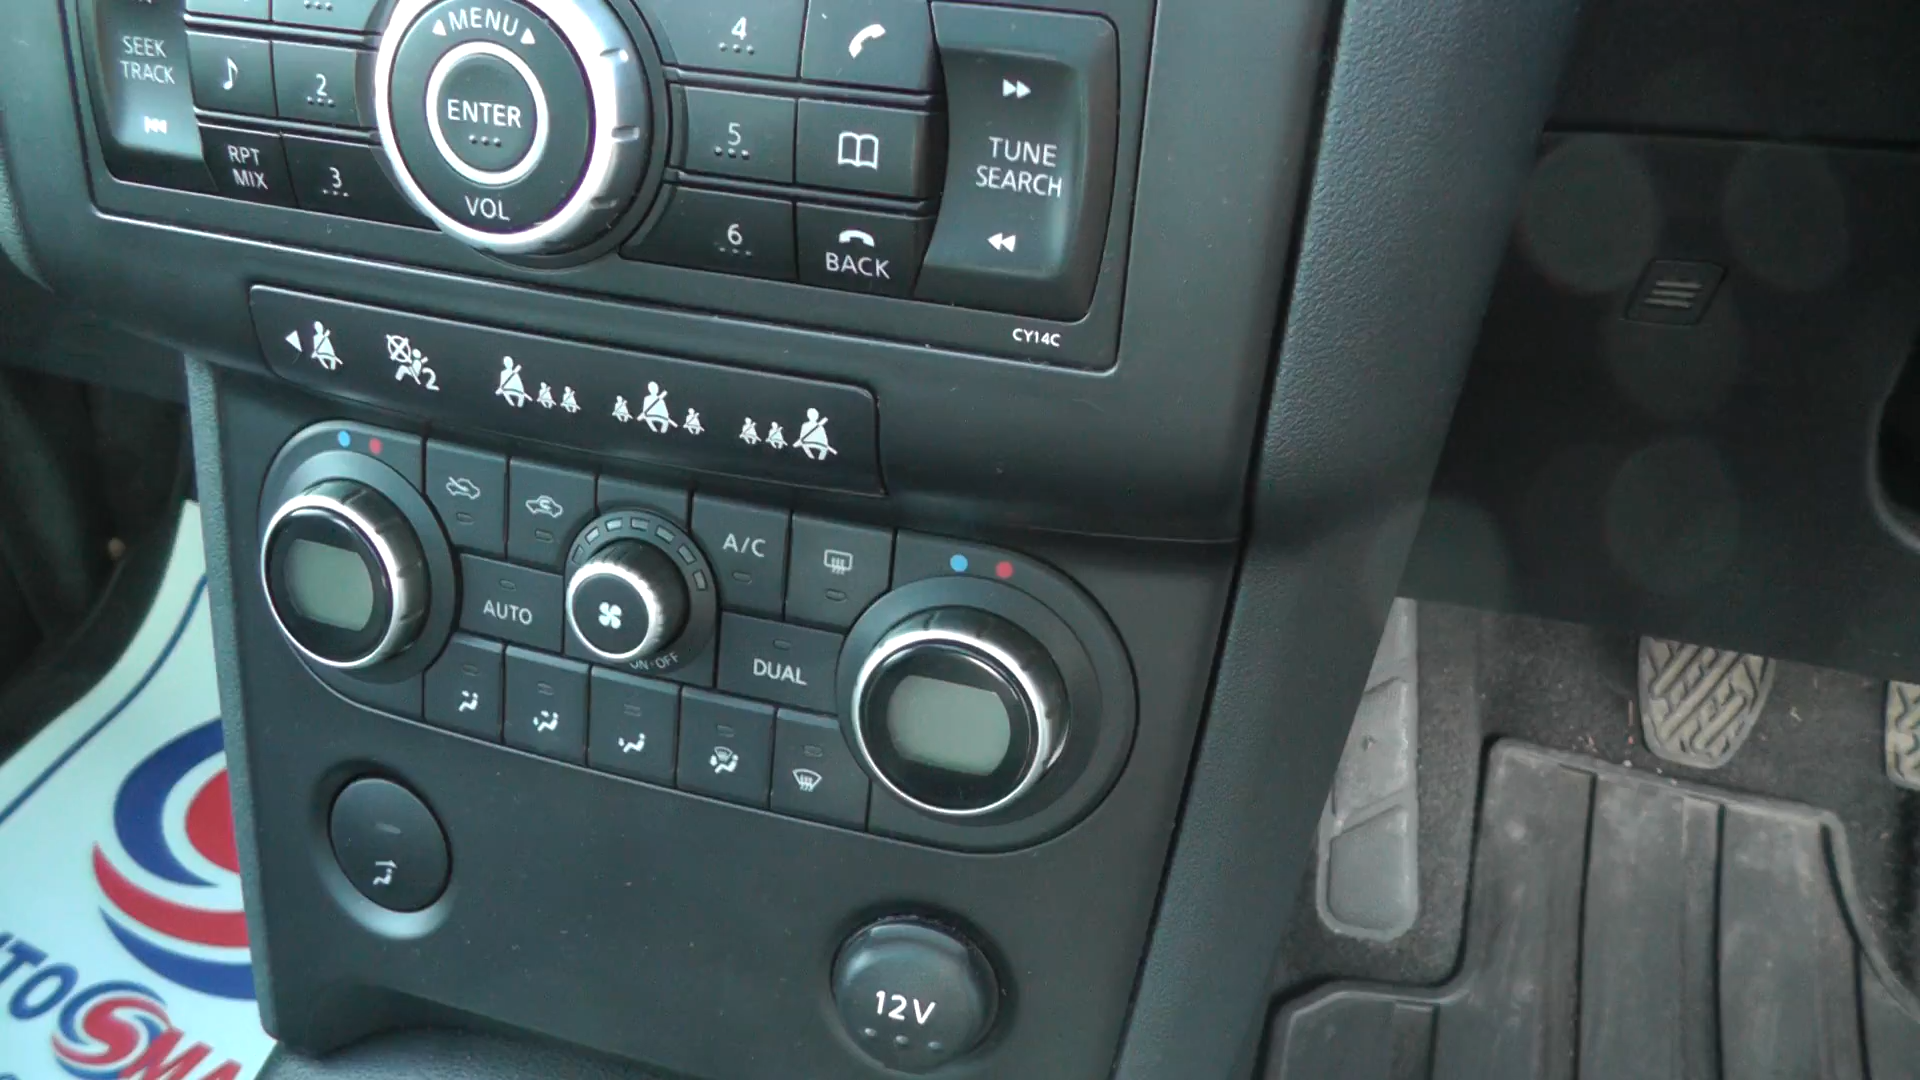 MENU
SEEK
TRACK
ENTER
VOL
RPT
MIX
2
3
4
5
6
BACK
TUNE
SEARCH
CY14C
2
A/C
AUTO
ON·OFF
DUAL
12V